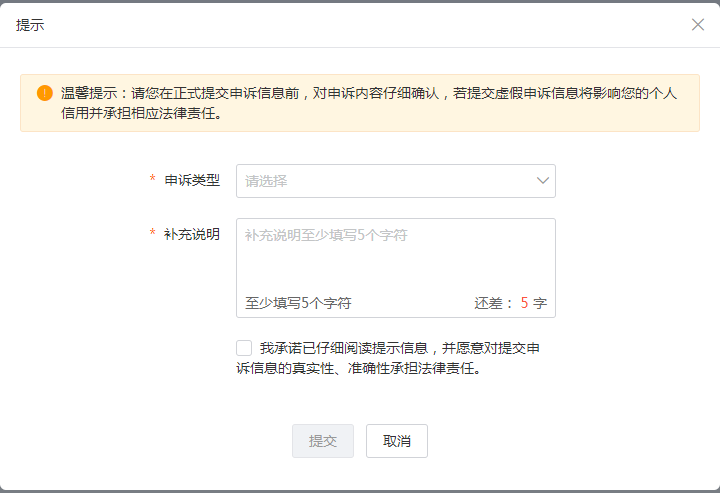 提示
温馨提示：请您在正式提交申诉信息前，对申诉内容仔细确认，若提交虚假申诉信息将影响您的个人
信用并承担相应法律责任。
* 申诉类型 请选择
* 补充说明 补充说明至少填写5个字符
至少填写5个字符 还差： 5 字
我承诺已仔细阅读提示信息，并愿意对提交申
诉信息的真实性、准确性承担法律责任。
提交 取消